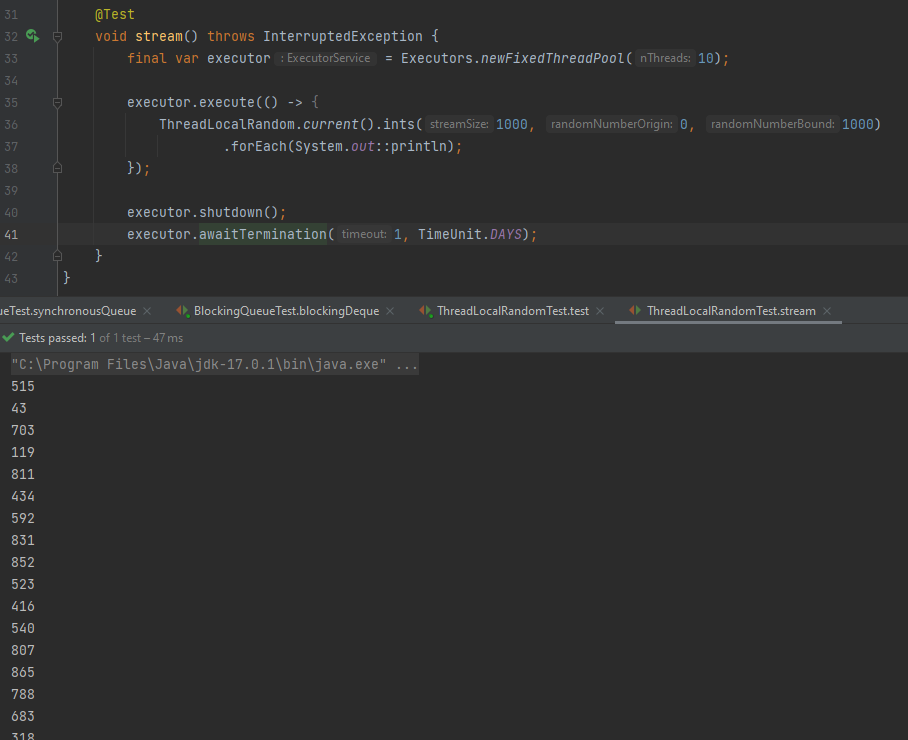 31 @Test
32 void stream() throws InterruptedException {
33 final var executor : ExecutorService = Executors.newFixedThreadPool( nThreads: 10);
34
35 executor.execute(() -> {
36 ThreadLocalRandom.current().ints( streamSize: 1000, randomNumberOrigin: 0, randomNumberBound: 1000)
37 .forEach(System.out::println);
38 });
39
40 executor.shutdown();
41 executor.awaitTermination( timeout: 1, TimeUnit.DAYS);
42 }
43 }
ueTest.synchronousQueue × BlockingQueueTest.blockingDeque × ThreadLocalRandomTest.test × ThreadLocalRandomTest.stream ×
Tests passed: 1 of 1 test – 47 ms
"C:\Program Files\Java\jdk-17.0.1\bin\java.exe" ...
515
43
703
119
811
434
592
831
852
523
416
540
807
865
788
683
318